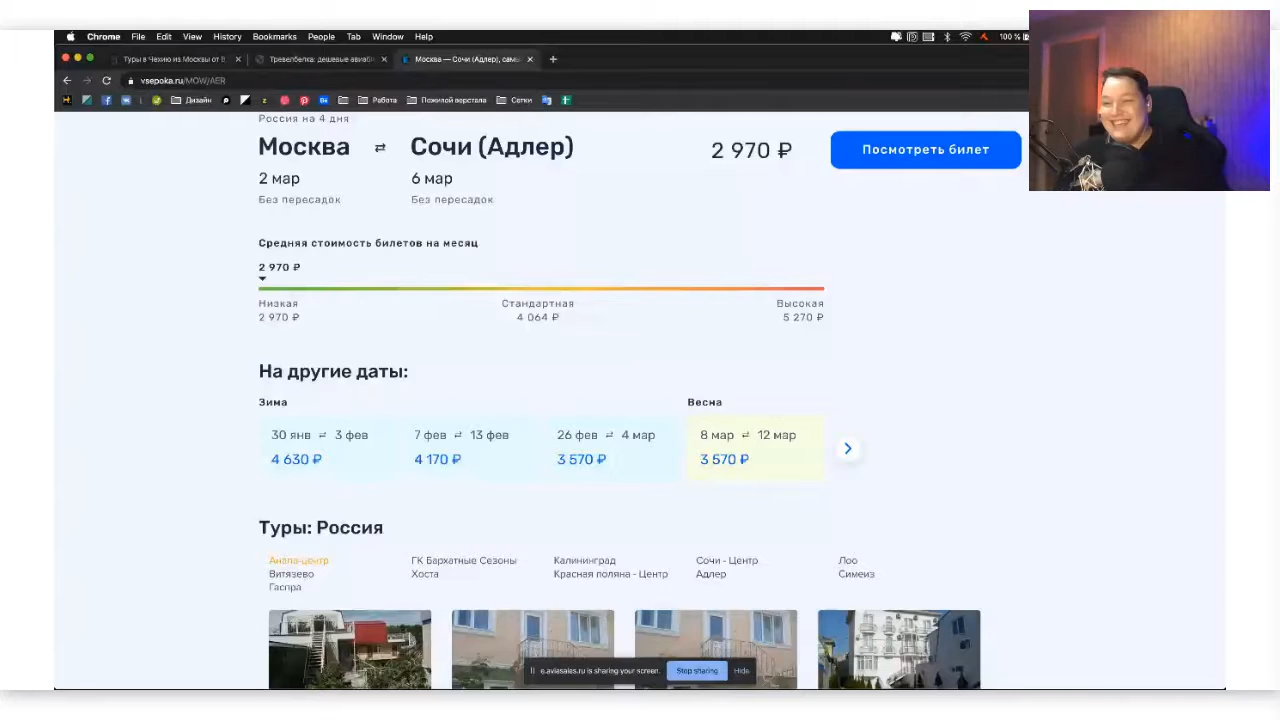 Chrome File Edit View History Bookmarks People Tab Window Help 100 %
Туры в Чехию из Москвы от
Тревелбелка: дешевые авиаби
Москва — Сочи (Адлер), самы
vsepoka.ru/MOW/AER
Дизайн Работа Пожилой верстала Сетки
Россия на 4 дня
Москва ⇄ Сочи (Адлер) 2 970 ₽ Посмотреть билет
2 мар 6 мар
Без пересадок Без пересадок
Средняя стоимость билетов на месяц
2 970 ₽
Низкая Стандартная Высокая
2 970 ₽ 4 064 ₽ 5 270 ₽
На другие даты:
Зима Весна
30 янв ⇄ 3 фев 7 фев ⇄ 13 фев 26 фев ⇄ 4 мар 8 мар ⇄ 12 мар
4 630 ₽ 4 170 ₽ 3 570 ₽ 3 570 ₽
Туры: Россия
Анапа-центр ГК Бархатные Сезоны Калининград Сочи - Центр Лоо
Витязево Хоста Красная поляна - Центр Адлер Симеиз
Гаспра
e.aviasales.ru is sharing your screen. Stop sharing Hide